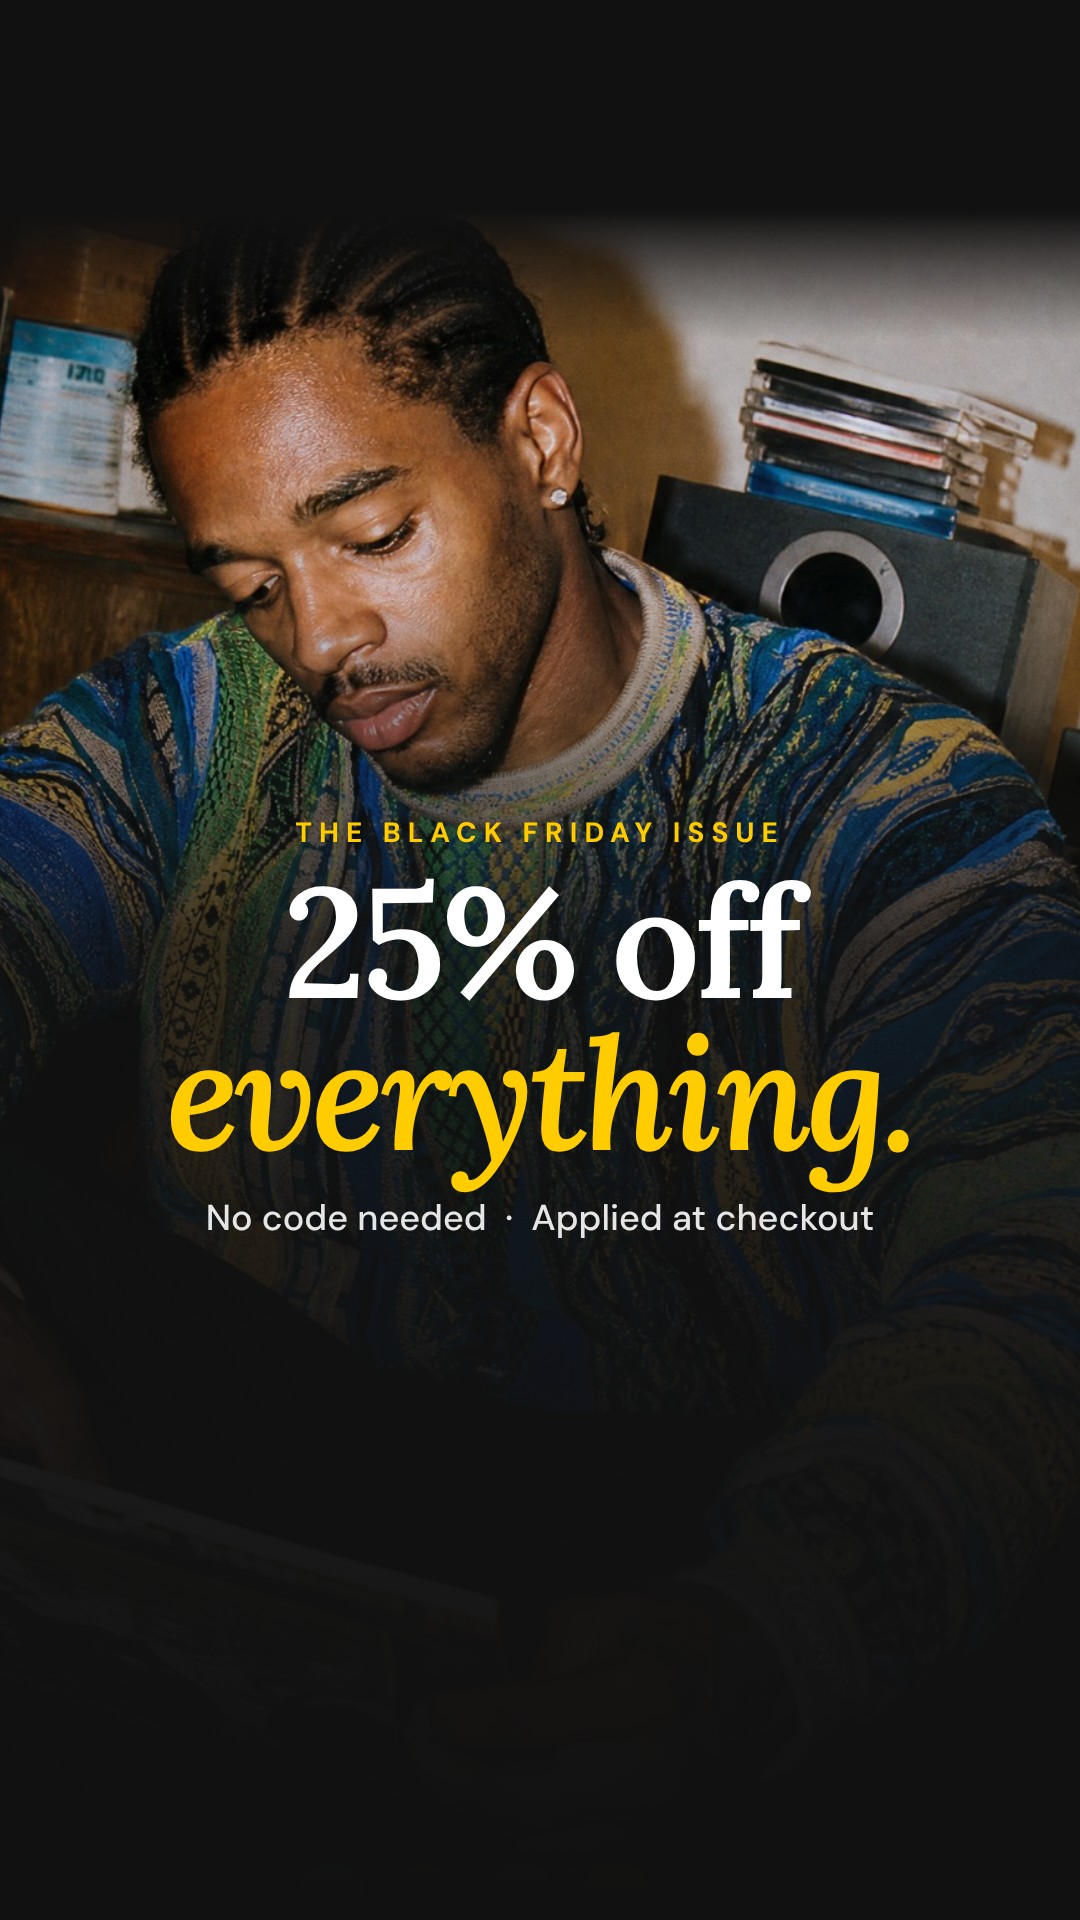 THE BLACK FRIDAY ISSUE
25% off
everything.
No code needed · Applied at checkout